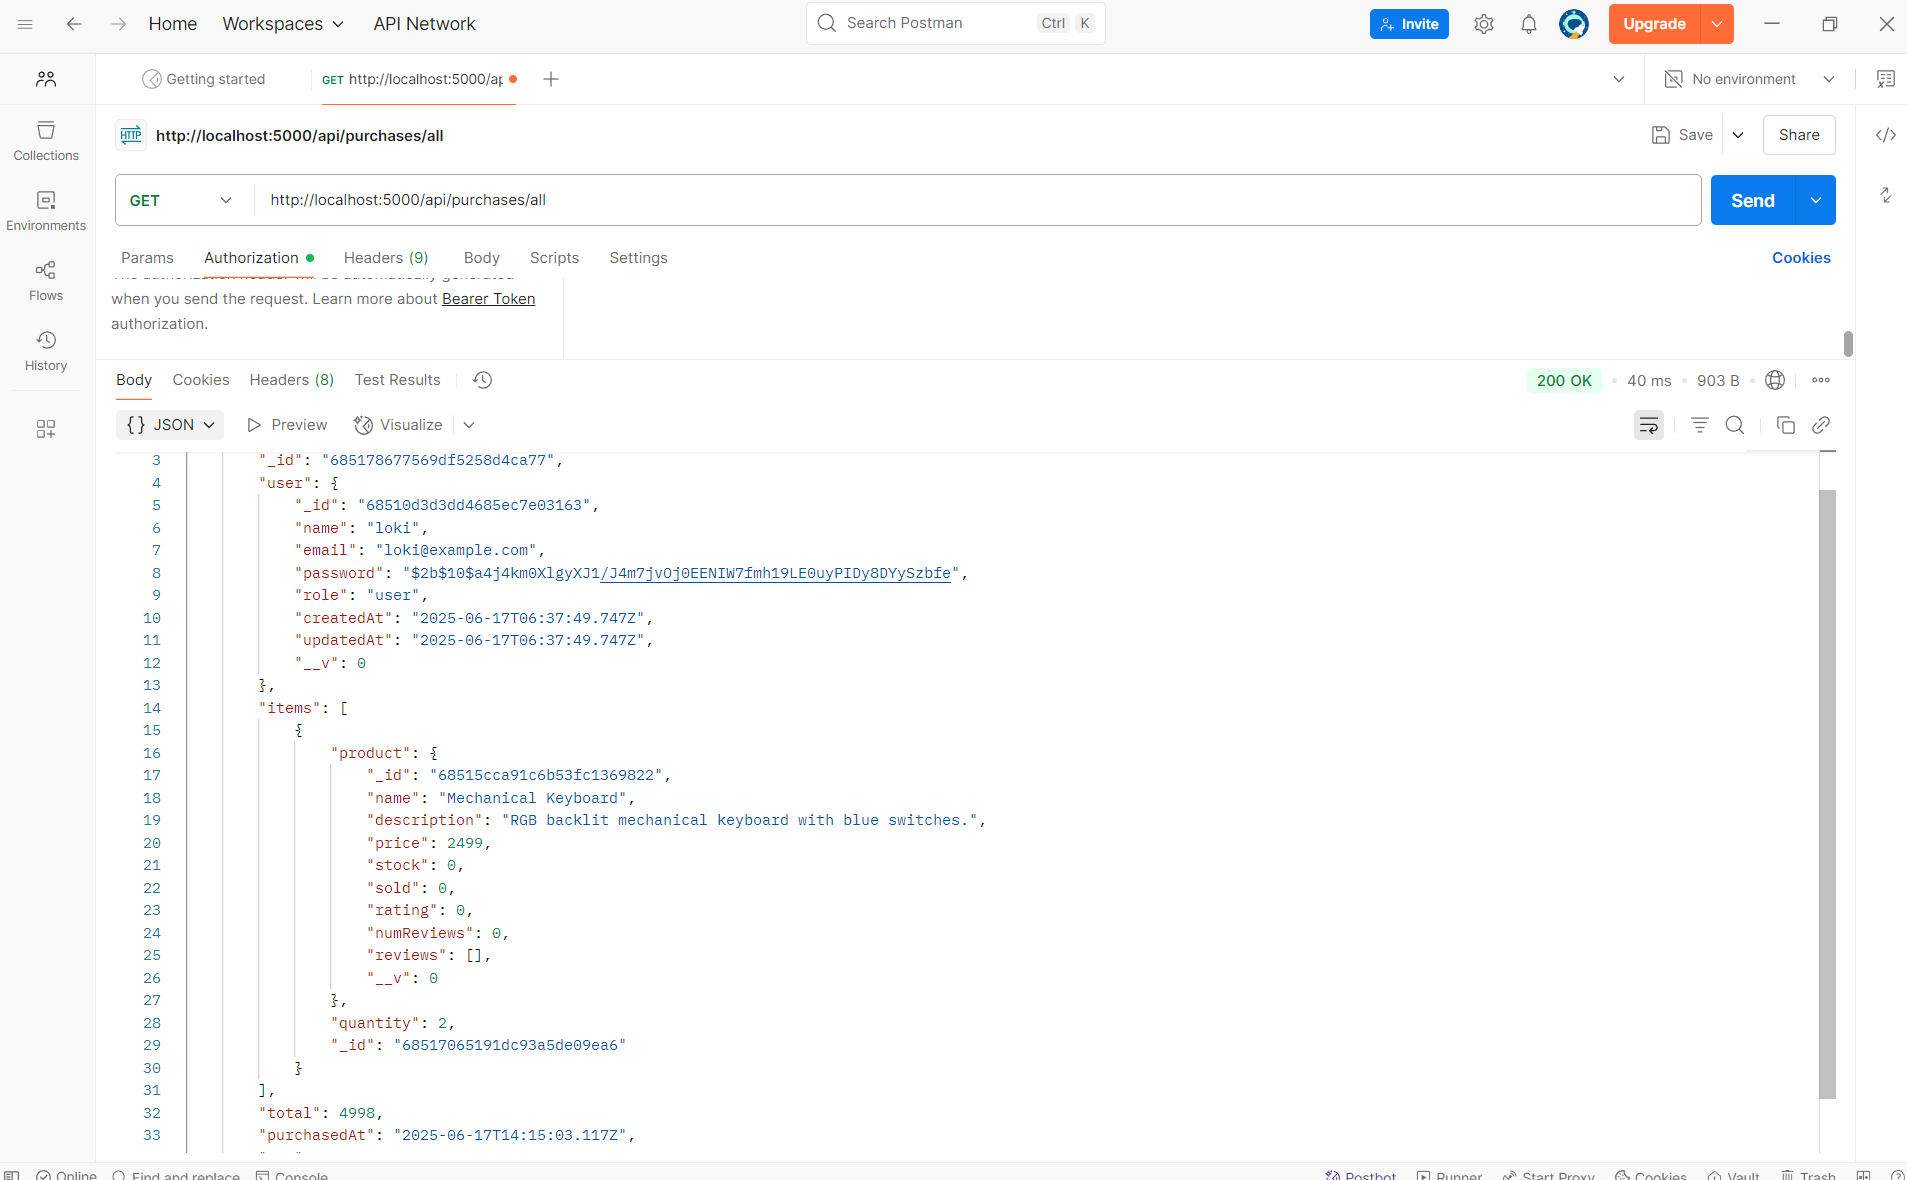 Home Workspaces API Network Search Postman Ctrl K Invite Upgrade
Getting started GET http://localhost:5000/ap No environment
HTTP http://localhost:5000/api/purchases/all Save Share
Collections
Environments
Flows
History
GET http://localhost:5000/api/purchases/all Send
Params Authorization Headers (9) Body Scripts Settings Cookies
when you send the request. Learn more about Bearer Token
authorization.
Body Cookies Headers (8) Test Results 200 OK 40 ms 903 B
{} JSON Preview Visualize
3 "_id": "685178677569df5258d4ca77",
4 "user": {
5 "_id": "68510d3d3dd4685ec7e03163",
6 "name": "loki",
7 "email": "loki@example.com",
8 "password": "$2b$10$a4j4km0XlgyXJ1/J4m7jvOj0EENIW7fmh19LE0uyPIDy8DYySzbfe",
9 "role": "user",
10 "createdAt": "2025-06-17T06:37:49.747Z",
11 "updatedAt": "2025-06-17T06:37:49.747Z",
12 "__v": 0
13 },
14 "items": [
15 {
16 "product": {
17 "_id": "68515cca91c6b53fc1369822",
18 "name": "Mechanical Keyboard",
19 "description": "RGB backlit mechanical keyboard with blue switches.",
20 "price": 2499,
21 "stock": 0,
22 "sold": 0,
23 "rating": 0,
24 "numReviews": 0,
25 "reviews": [],
26 "__v": 0
27 },
28 "quantity": 2,
29 "_id": "68517065191dc93a5de09ea6"
30 }
31 ],
32 "total": 4998,
33 "purchasedAt": "2025-06-17T14:15:03.117Z",
Online Find and replace Console Postbot Runner Start Proxy Cookies Vault Trash